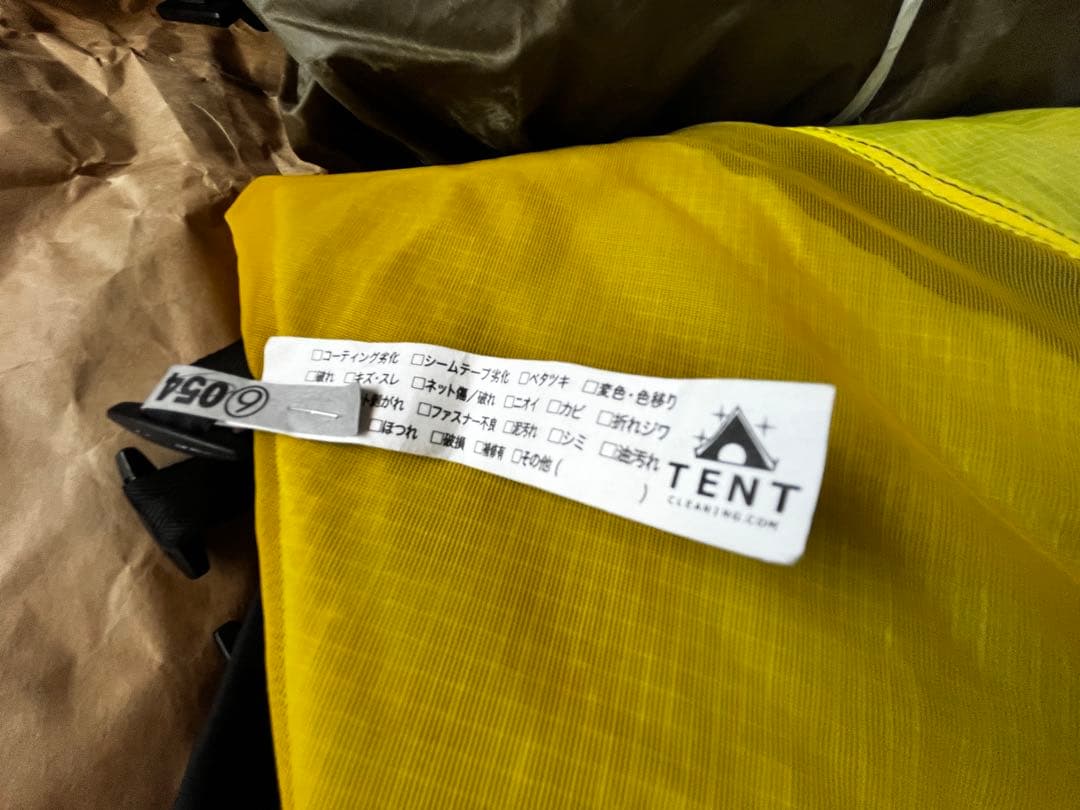 □コーティング劣化 □シームテープ劣化 □ベタツキ □変色・色移り
□破れ □キズ・スレ □ネット傷/破れ □ニオイ □カビ □折れジワ
剥がれ □ファスナー不良 □泥汚れ □シミ □油汚れ
□ほつれ □破損 □補修有 □その他( )
TENT
CLEANING.COM
⑥054